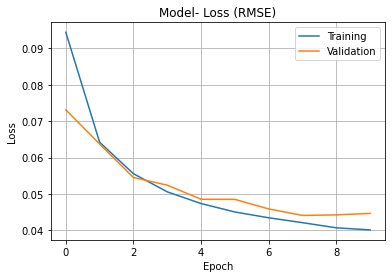 Model- Loss (RMSE)
Training
Validation
0.09
0.08
0.07
0.06
0.05
0.04
Loss
0 2 4 6 8
Epoch